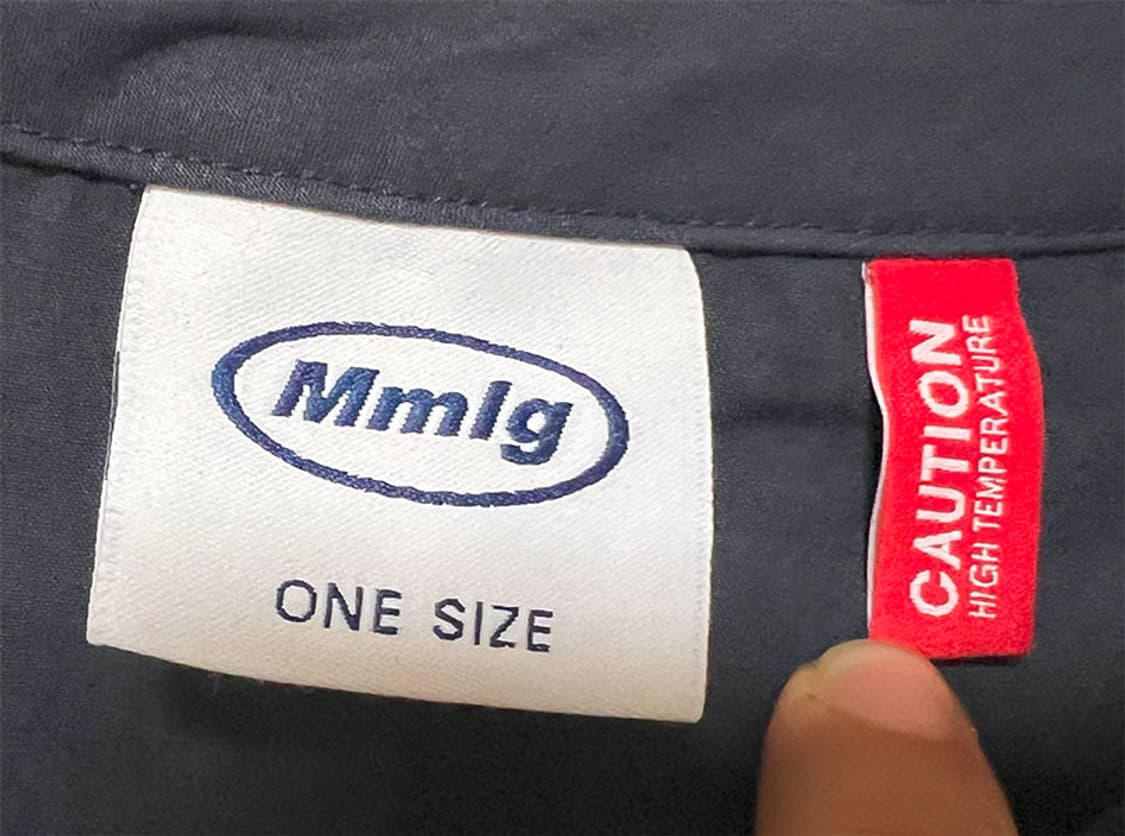 Mmlg
ONE SIZE
CAUTION
HIGH TEMPERATURE